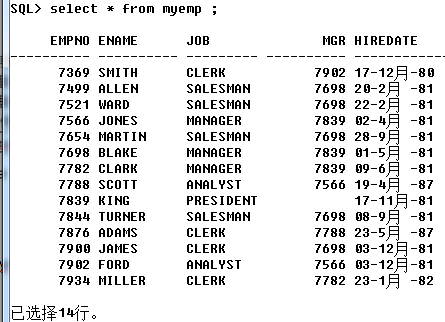 SQL> select * from myemp ;
EMPNO ENAME JOB MGR HIREDATE
---------- ---------- --------- ---------- --------------
7369 SMITH CLERK 7902 17-12月-80
7499 ALLEN SALESMAN 7698 20-2月 -81
7521 WARD SALESMAN 7698 22-2月 -81
7566 JONES MANAGER 7839 02-4月 -81
7654 MARTIN SALESMAN 7698 28-9月 -81
7698 BLAKE MANAGER 7839 01-5月 -81
7782 CLARK MANAGER 7839 09-6月 -81
7788 SCOTT ANALYST 7566 19-4月 -87
7839 KING PRESIDENT 17-11月-81
7844 TURNER SALESMAN 7698 08-9月 -81
7876 ADAMS CLERK 7788 23-5月 -87
7900 JAMES CLERK 7698 03-12月-81
7902 FORD ANALYST 7566 03-12月-81
7934 MILLER CLERK 7782 23-1月 -82
已选择14行。